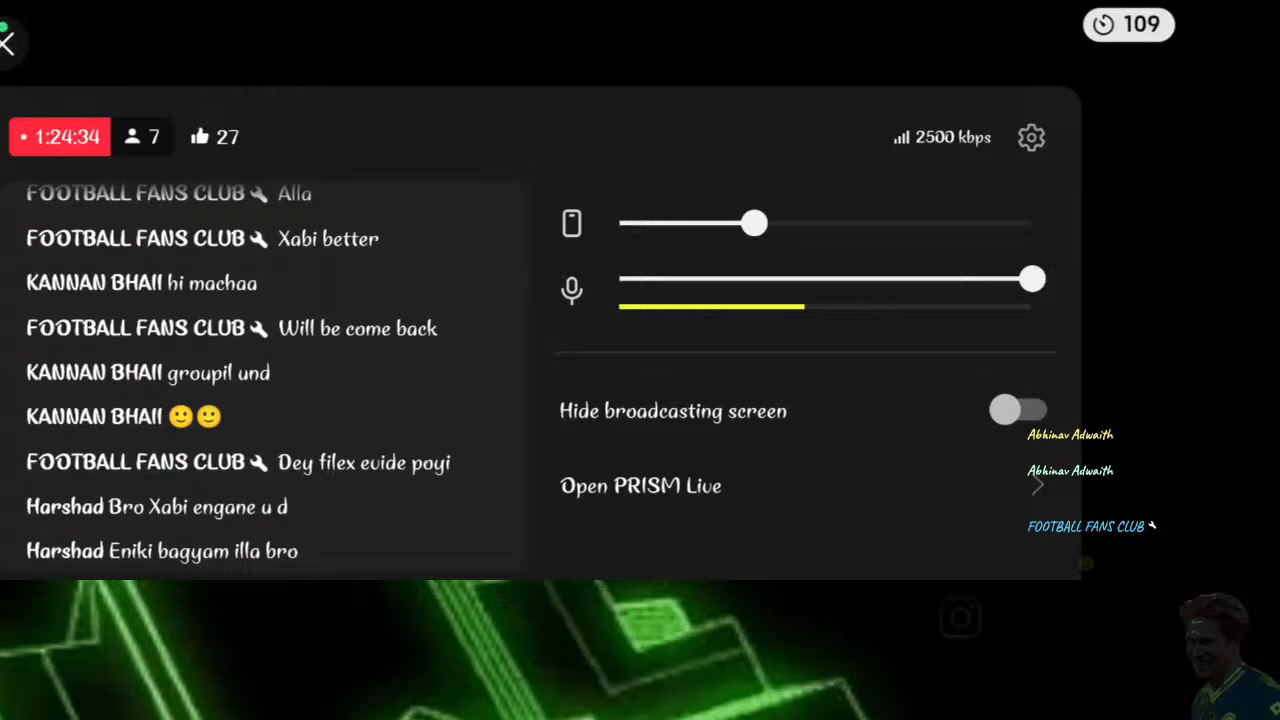 109
1:24:34 7 27
2500 kbps
FOOTBALL FANS CLUB Alla
FOOTBALL FANS CLUB Xabi better
KANNAN BHAII hi machaa
FOOTBALL FANS CLUB Will be come back
KANNAN BHAII groupil und
KANNAN BHAII 🙂🙂
FOOTBALL FANS CLUB Dey filex evide poyi
Harshad Bro Xabi engane u d
Harshad Eniki bagyam illa bro
Hide broadcasting screen
Open PRISM Live
Abhinav Adwaith
Abhinav Adwaith
FOOTBALL FANS CLUB